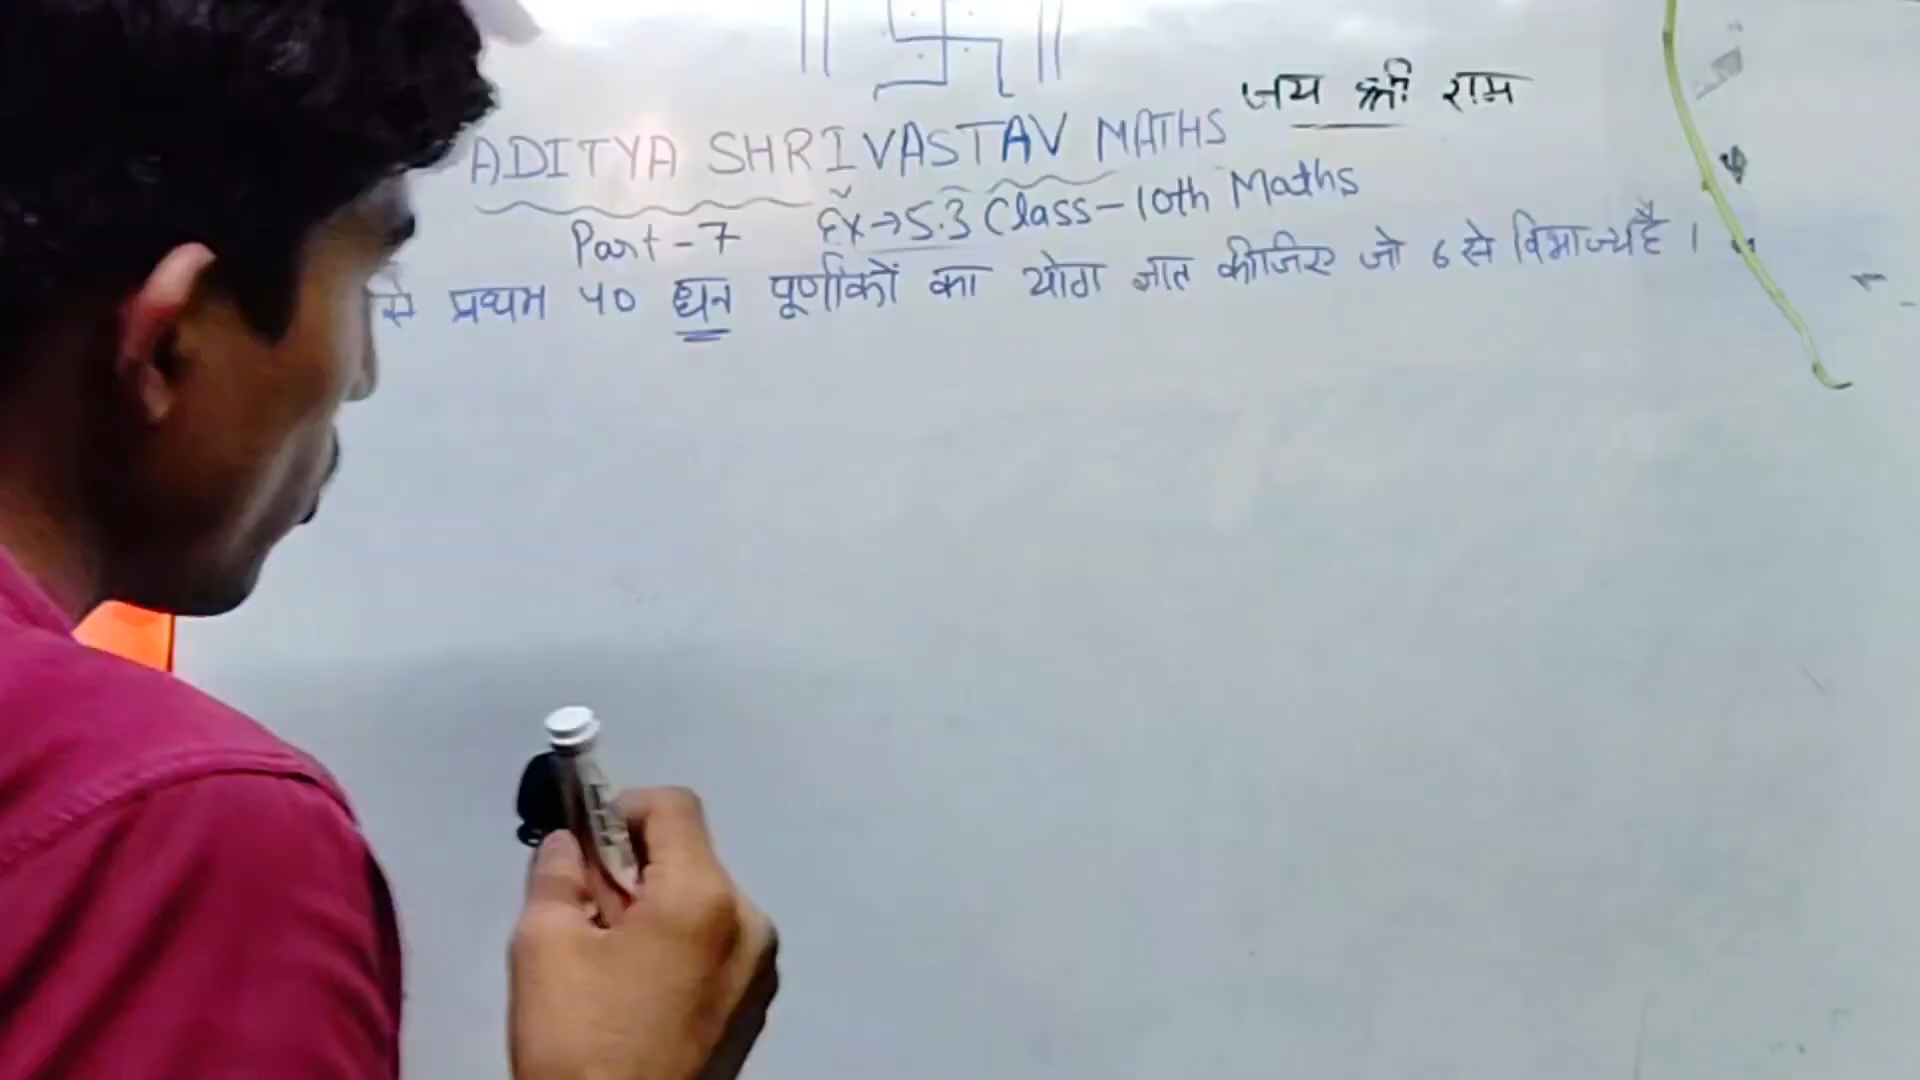 जय श्री राम
ADITYA SHRIVASTAV MATHS
Part-7 Ex→5.3 Class-10th Maths
से प्रथम 40 धन पूर्णांकों का योग ज्ञात कीजिए जो 6 से विभाज्य है ।